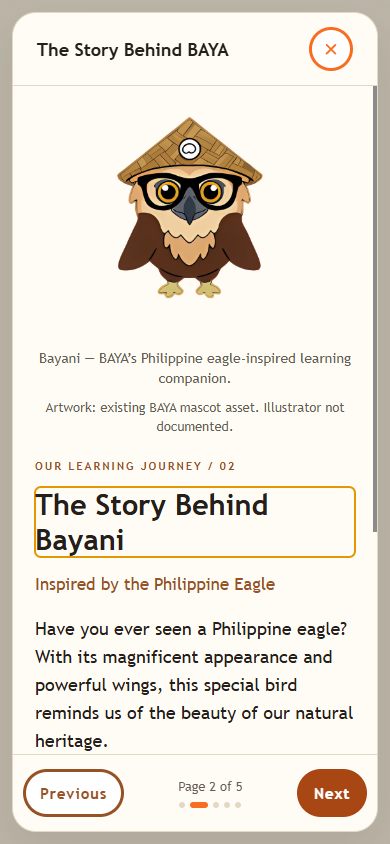 The Story Behind BAYA
Bayani — BAYA’s Philippine eagle-inspired learning
companion.
Artwork: existing BAYA mascot asset. Illustrator not
documented.
OUR LEARNING JOURNEY / 02
The Story Behind
Bayani
Inspired by the Philippine Eagle
Have you ever seen a Philippine eagle?
With its magnificent appearance and
powerful wings, this special bird
reminds us of the beauty of our natural
heritage.
Previous
Page 2 of 5
Next